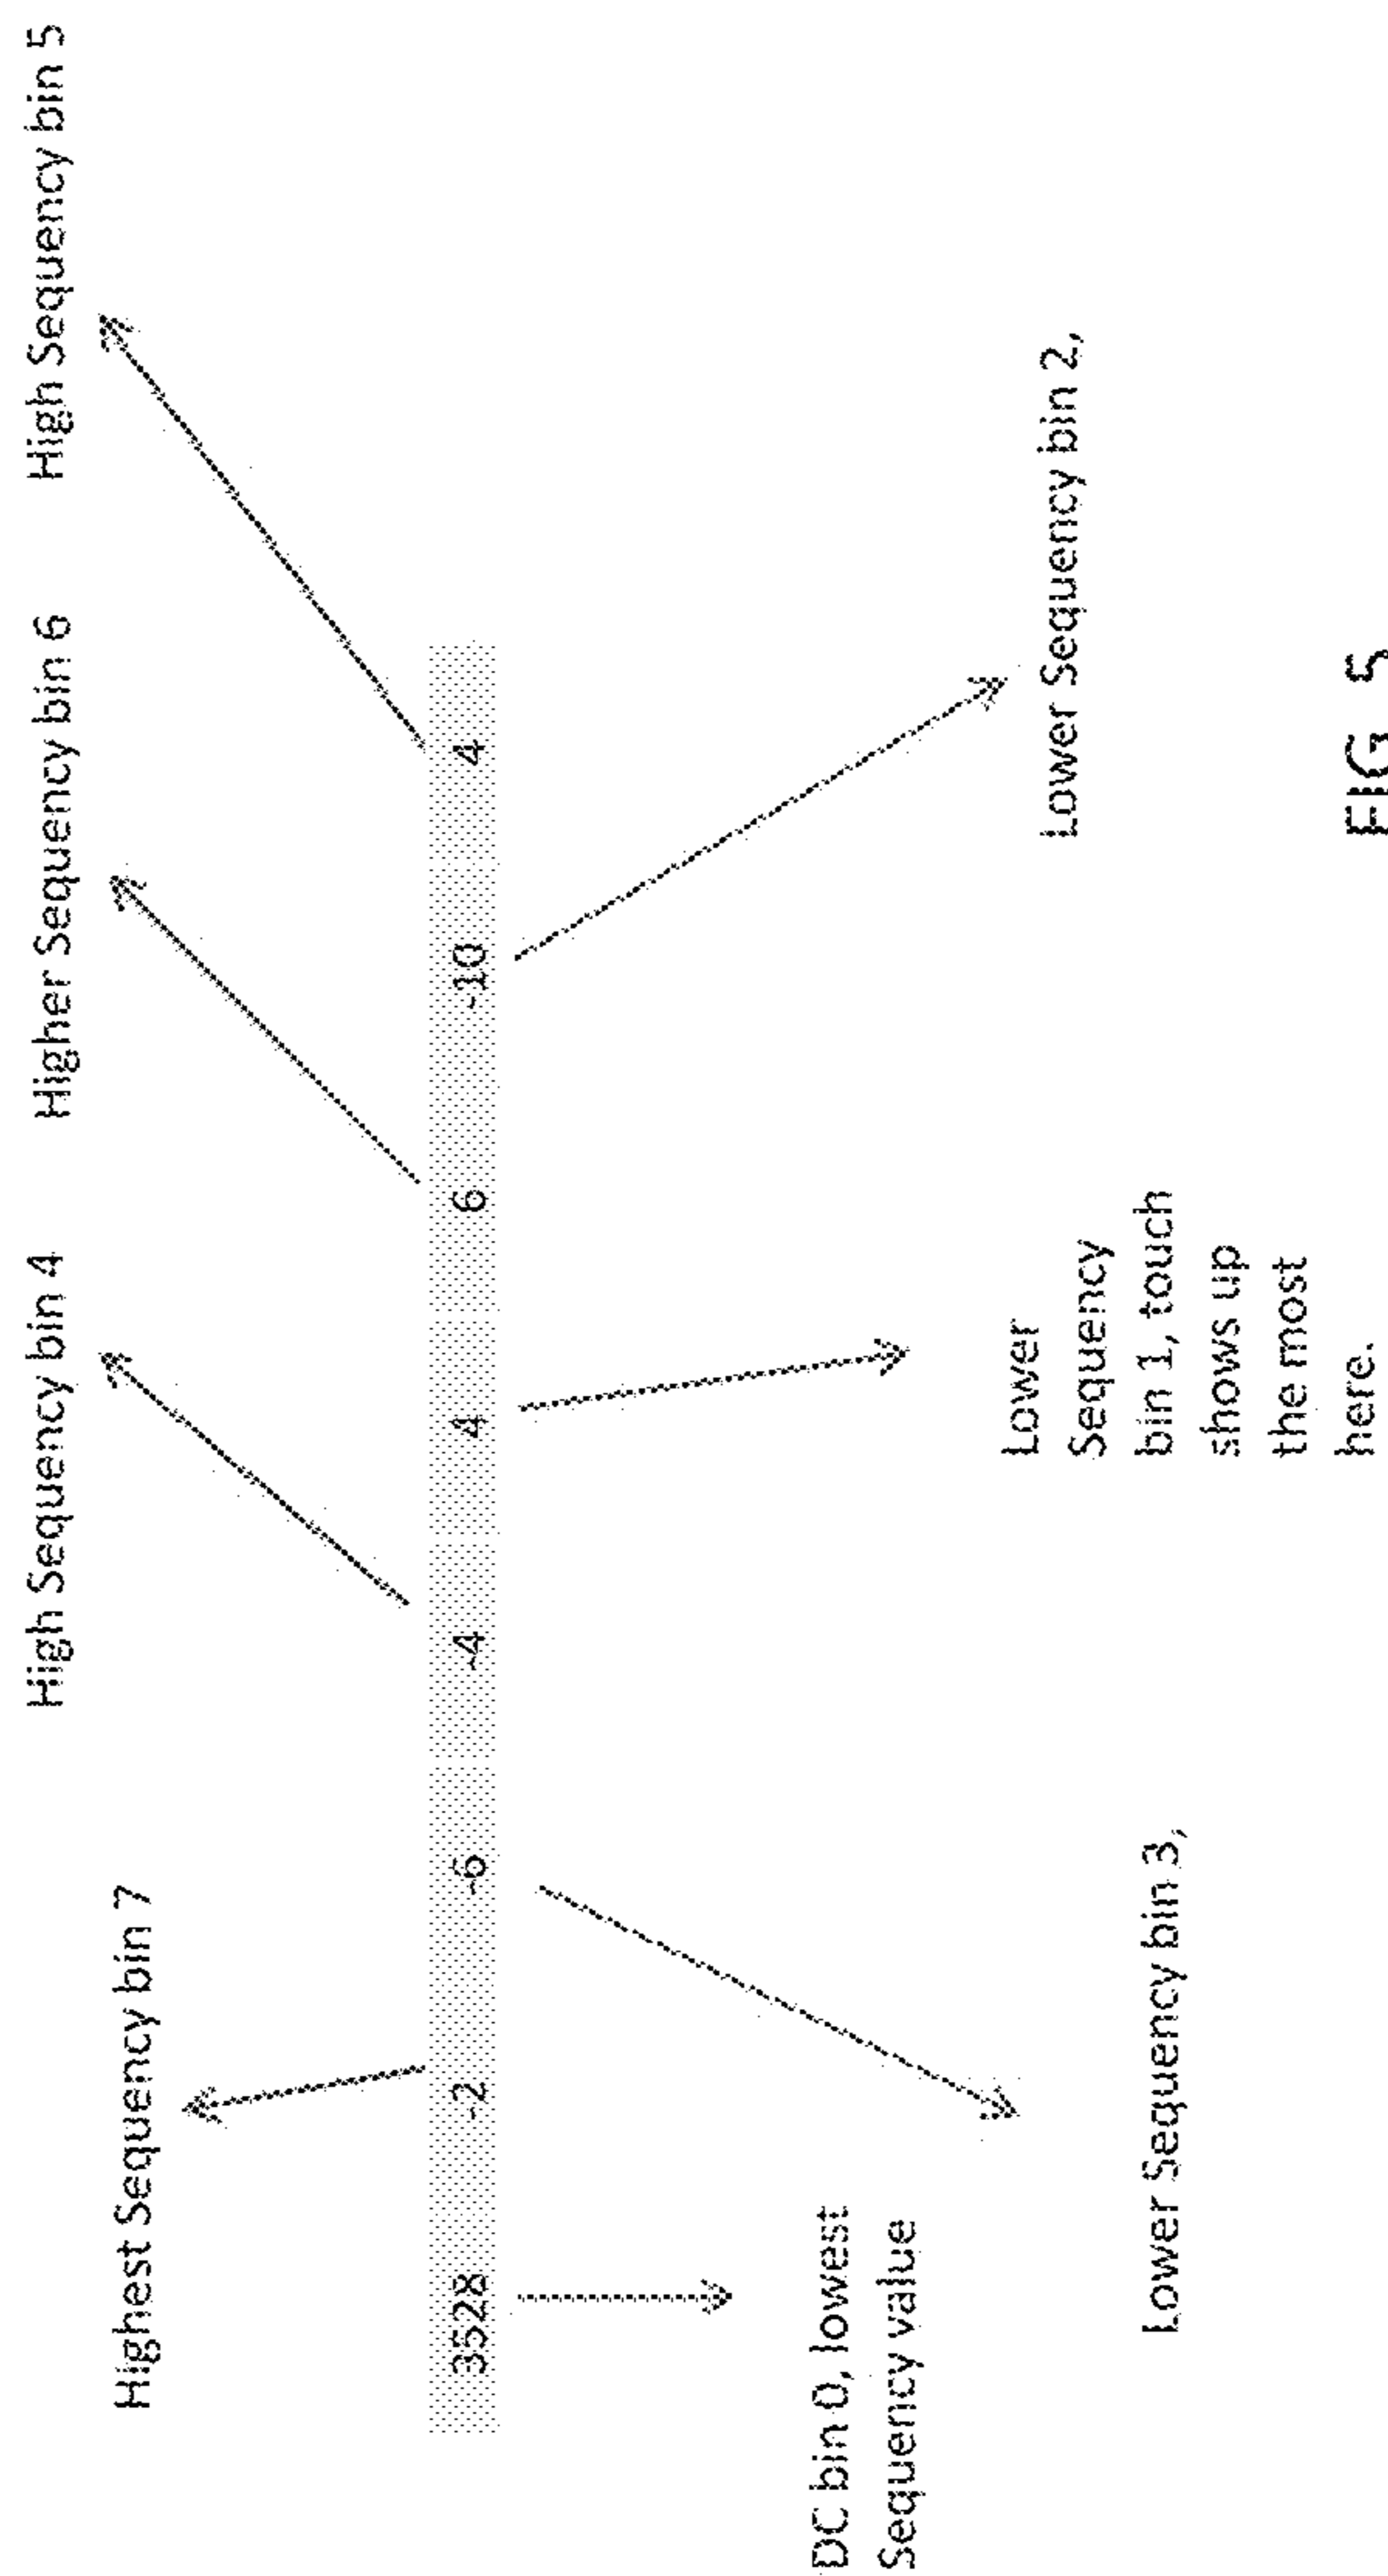 Highest Sequency bin 7
High Sequency bin 4
Higher Sequency bin 6
High Sequency bin 5
3528 -2 -6 -4 4 6 -10 4
DC bin 0, lowest
Sequency value
Lower Sequency bin 3,
Lower
Sequency
bin 1, touch
shows up
the most
here.
Lower Sequency bin 2,
FIG. 5